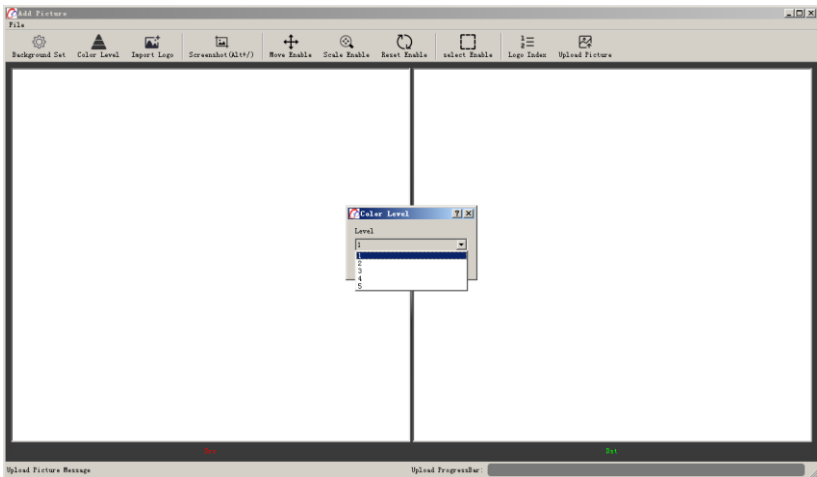 Add Picture
File
Background Set Color Level Import Logo Screenshot(Alt+/) Move Enable Scale Enable Reset Enable select Enable Logo Index Upload Picture
Color Level
Level
1
1
2
3
4
5
Dst
Upload Picture Message Upload ProgressBar: